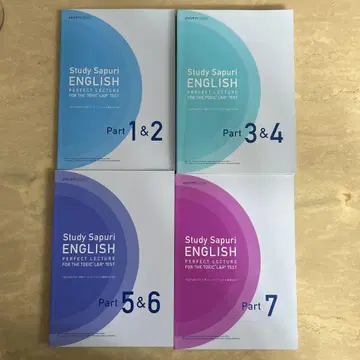 Study Sapuri
ENGLISH
PERFECT LECTURE
FOR THE TOEIC® L&R TEST
Part 1&2
Study Sapuri
ENGLISH
PERFECT LECTURE
FOR THE TOEIC® L&R TEST
Part 3&4
Study Sapuri
ENGLISH
PERFECT LECTURE
FOR THE TOEIC® L&R TEST
Part 5&6
Study Sapuri
ENGLISH
PERFECT LECTURE
FOR THE TOEIC® L&R TEST
Part 7